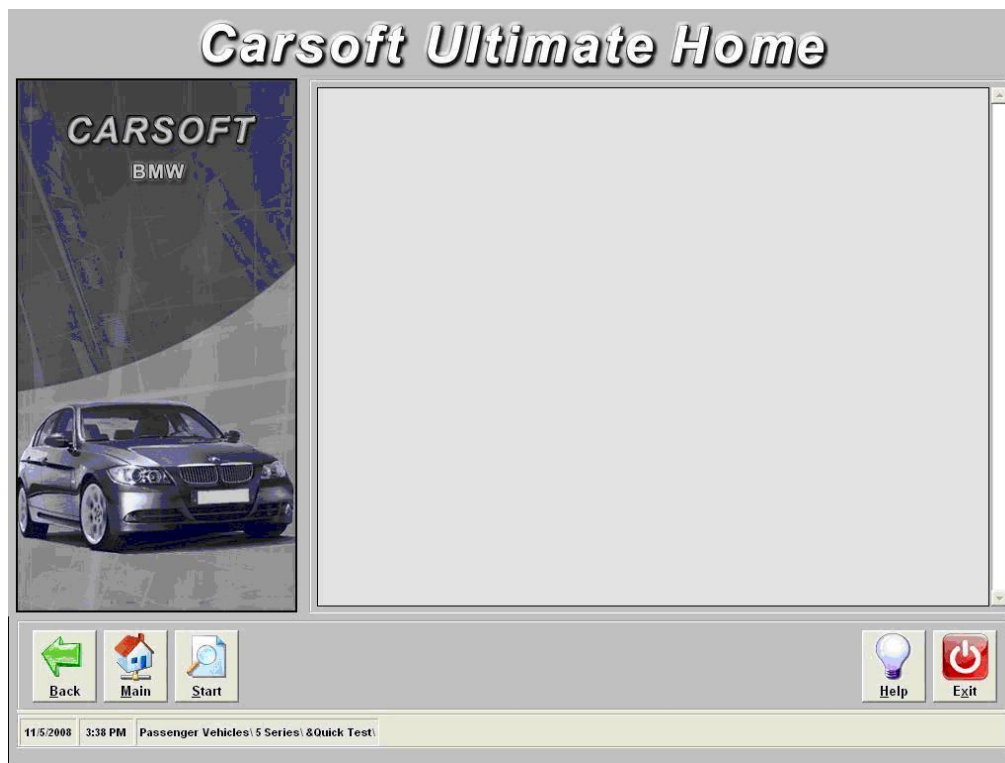 Carsoft Ultimate Home
CARSOFT
BMW
Back
Main
Start
Help
Exit
11/5/2008
3:38 PM
Passenger Vehicles\ 5 Series\ &Quick Test\